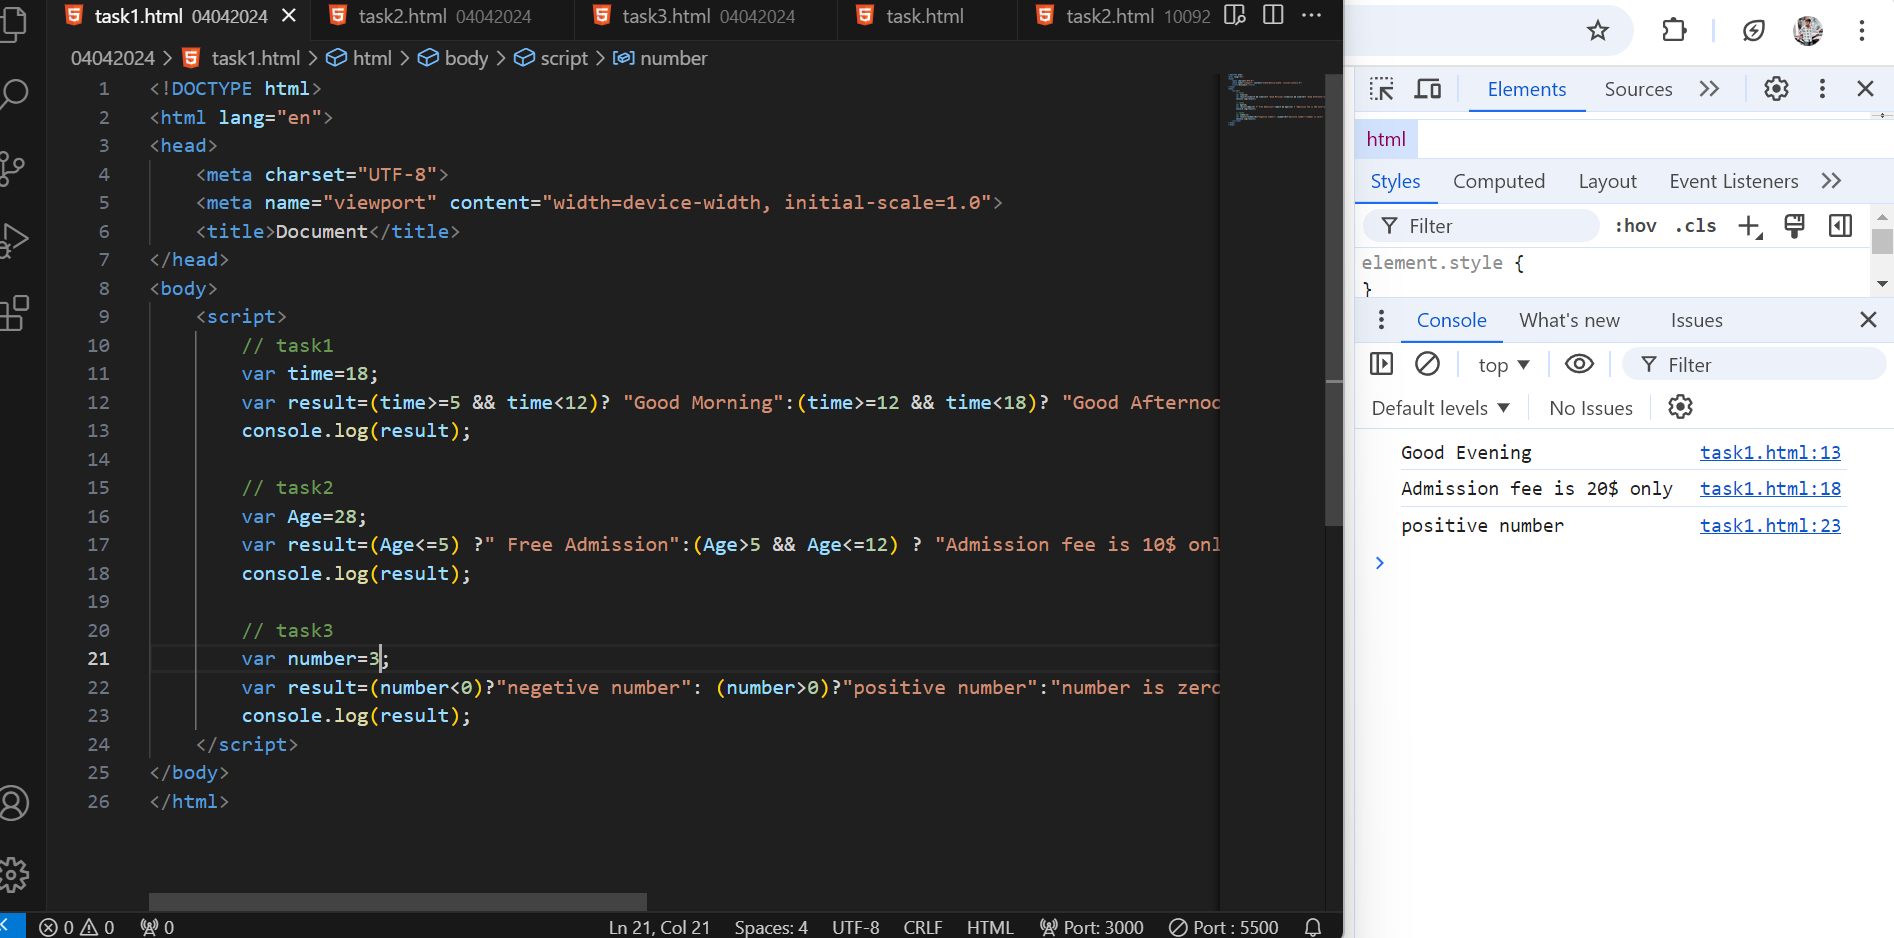 task1.html 04042024
task2.html 04042024
task3.html 04042024
task.html
task2.html 10092
04042024 > task1.html > html > body > script > number
1 <!DOCTYPE html>
2 <html lang="en">
3 <head>
4 <meta charset="UTF-8">
5 <meta name="viewport" content="width=device-width, initial-scale=1.0">
6 <title>Document</title>
7 </head>
8 <body>
9 <script>
10 // task1
11 var time=18;
12 var result=(time>=5 && time<12)? "Good Morning":(time>=12 && time<18)? "Good Afternoo
13 console.log(result);
14
15 // task2
16 var Age=28;
17 var result=(Age<=5) ?" Free Admission":(Age>5 && Age<=12) ? "Admission fee is 10$ onl
18 console.log(result);
19
20 // task3
21 var number=3;
22 var result=(number<0)?"negetive number": (number>0)?"positive number":"number is zero
23 console.log(result);
24 </script>
25 </body>
26 </html>
0 0 0
Ln 21, Col 21 Spaces: 4 UTF-8 CRLF HTML Port: 3000 Port : 5500
Elements Sources
html
Styles Computed Layout Event Listeners
Filter :hov .cls
element.style {
}
Console What's new Issues
top Filter
Default levels No Issues
Good Evening task1.html:13
Admission fee is 20$ only task1.html:18
positive number task1.html:23